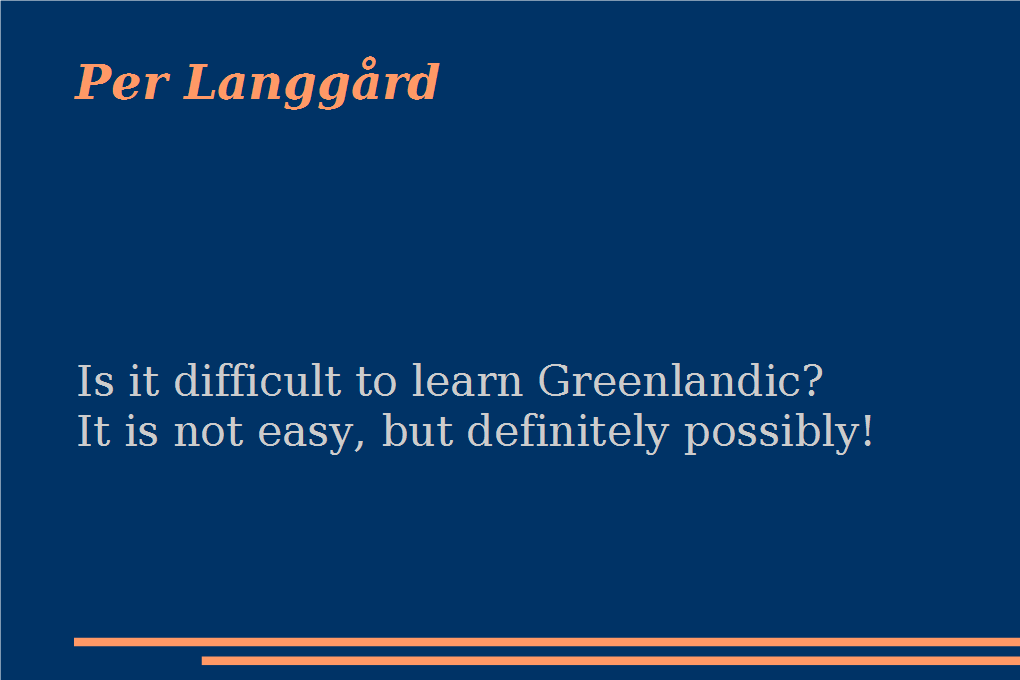 Per Langgård
Is it difficult to learn Greenlandic?
It is not easy, but definitely possibly!